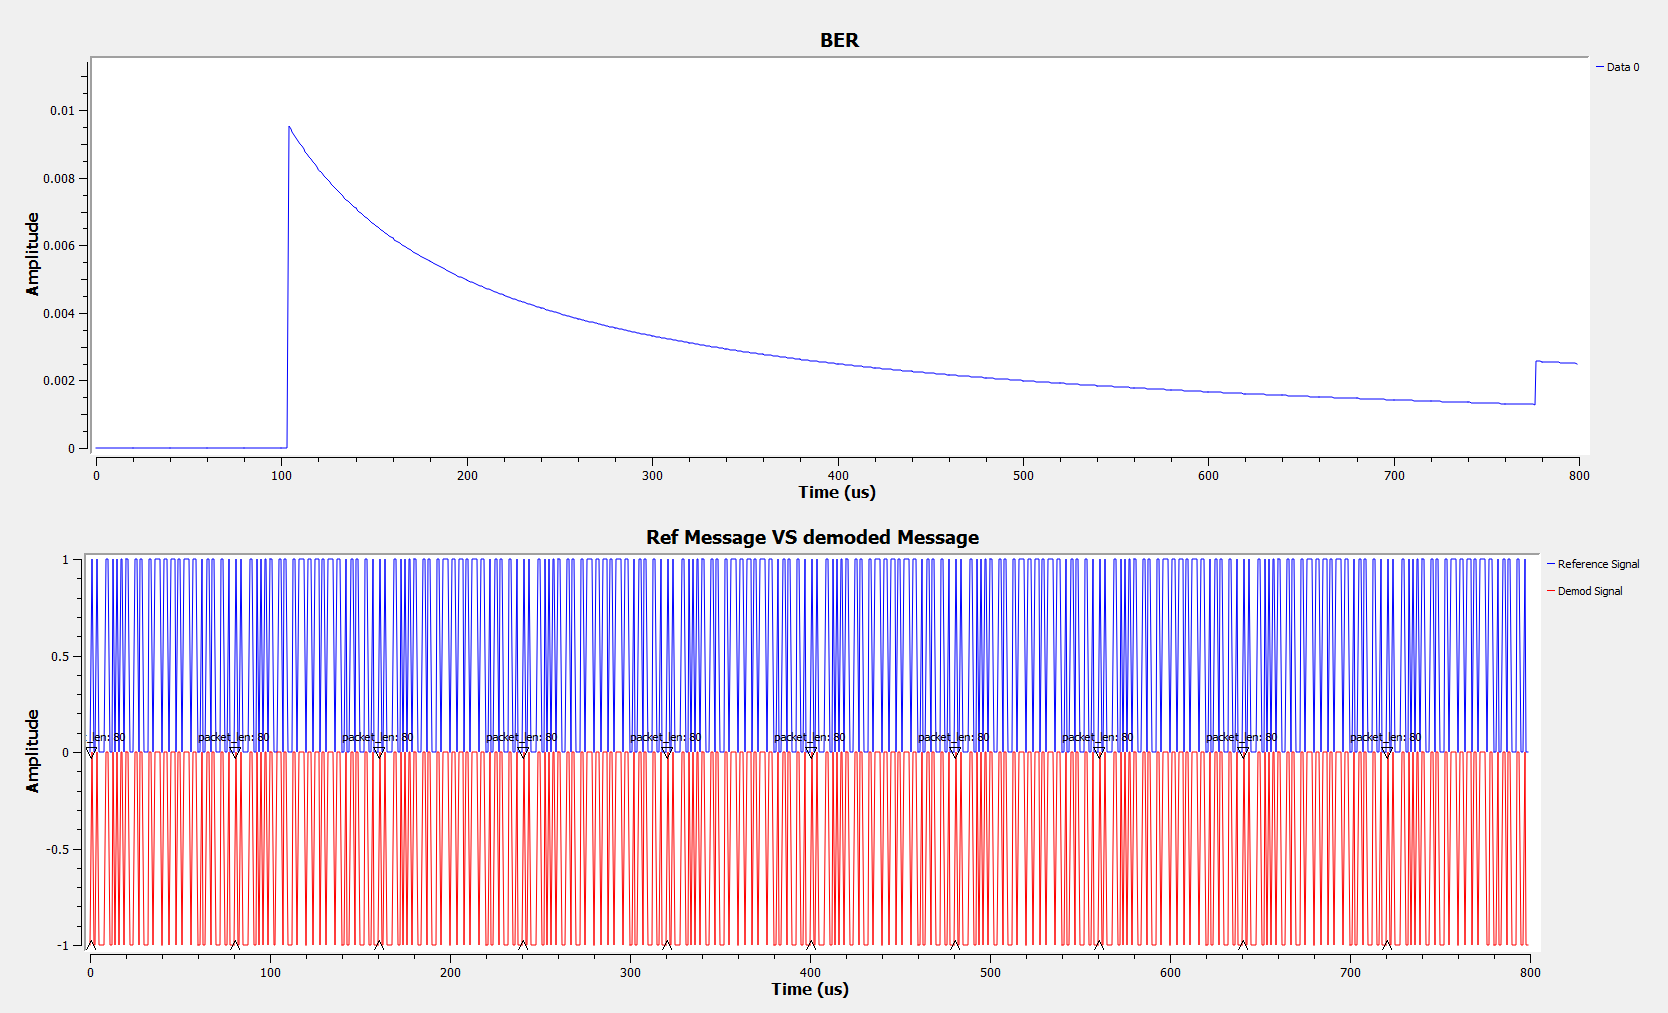 BER
Data 0
Amplitude
0.01
0.008
0.006
0.004
0.002
0
0 100 200 300 400 500 600 700 800
Time (us)
Ref Message VS demoded Message
Reference Signal
Demod Signal
Amplitude
1
0.5
0
-0.5
-1
t_len: 80 packet_len: 80 packet_len: 80 packet_len: 80 packet_len: 80 packet_len: 80 packet_len: 80 packet_len: 80 packet_len: 80 packet_len: 80
0 100 200 300 400 500 600 700 800
Time (us)